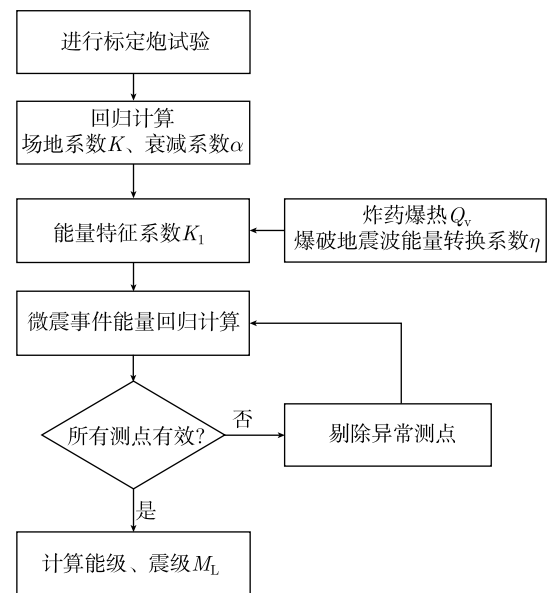 进行标定炮试验
回归计算
场地系数K、衰减系数α
能量特征系数K₁
炸药爆热Qᵥ
爆破地震波能量转换系数η
微震事件能量回归计算
所有测点有效?
否
剔除异常测点
是
计算能级、震级M_L